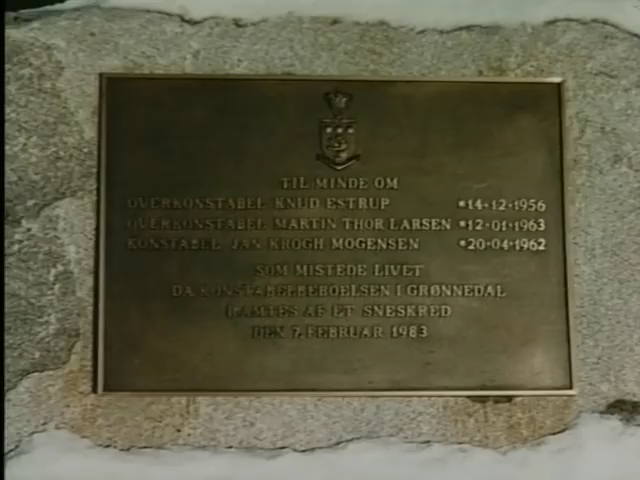 TIL MINDE OM
OVERKONSTABEL KNUD ESTRUP *14-12-1956
OVERKONSTABEL MARTIN THOR LARSEN *12-01-1963
KONSTABEL JAN KROGH MOGENSEN *20-04-1962
SOM MISTEDE LIVET
DA KONSTABELBEBOELSEN I GRØNNEDAL
RAMTES AF ET SNESKRED
DEN 7. FEBRUAR 1983